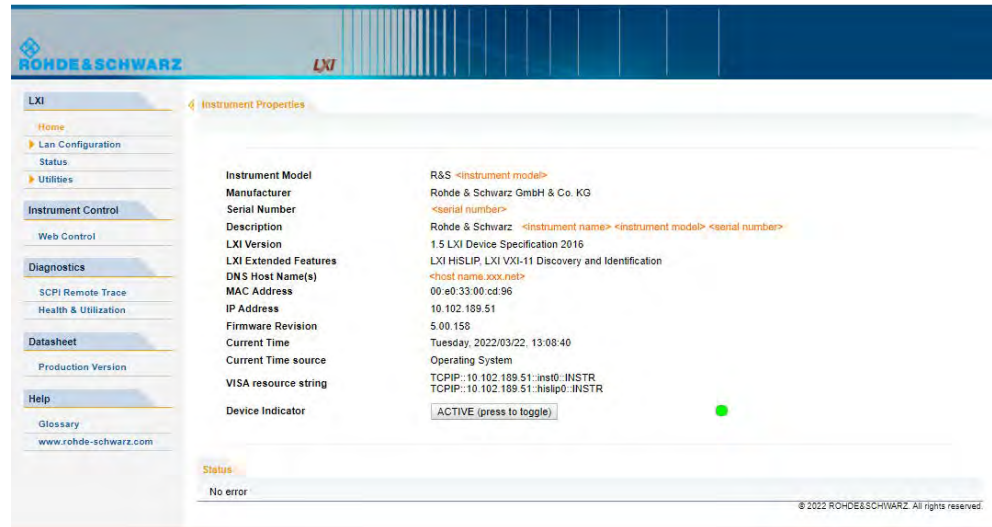 ROHDE&SCHWARZ
LXI
LXI
Home
Lan Configuration
Status
Utilities
Instrument Control
Web Control
Diagnostics
SCPI Remote Trace
Health & Utilization
Datasheet
Production Version
Help
Glossary
www.rohde-schwarz.com
Instrument Properties
Instrument Model R&S <instrument model>
Manufacturer Rohde & Schwarz GmbH & Co. KG
Serial Number <serial number>
Description Rohde & Schwarz <instrument name> <instrument model> <serial number>
LXI Version 1.5 LXI Device Specification 2016
LXI Extended Features LXI HiSLIP, LXI VXI-11 Discovery and Identification
DNS Host Name(s) <host name.xxx.net>
MAC Address 00:e0:33:00:cd:96
IP Address 10.102.189.51
Firmware Revision 5.00.158
Current Time Tuesday, 2022/03/22, 13:08:40
Current Time source Operating System
VISA resource string TCPIP::10.102.189.51::inst0::INSTR
TCPIP::10.102.189.51::hislip0::INSTR
Device Indicator ACTIVE (press to toggle)
Status
No error
© 2022 ROHDE&SCHWARZ. All rights reserved.